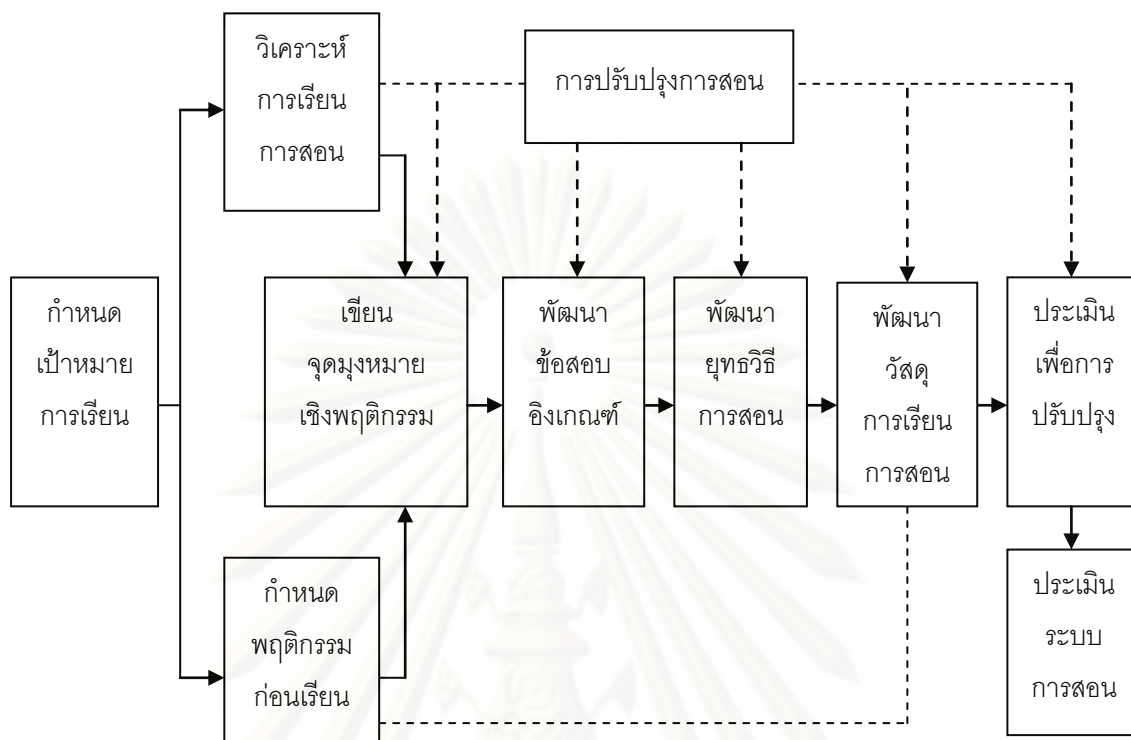 วิเคราะห์
การเรียน
การสอน
การปรับปรุงการสอน
กำหนด
เป้าหมาย
การเรียน
เขียน
จุดมุงหมาย
เชิงพฤติกรรม
พัฒนา
ข้อสอบ
อิงเกณฑ์
พัฒนา
ยุทธวิธี
การสอน
พัฒนา
วัสดุ
การเรียน
การสอน
ประเมิน
เพื่อการ
ปรับปรุง
กำหนด
พฤติกรรม
ก่อนเรียน
ประเมิน
ระบบ
การสอน